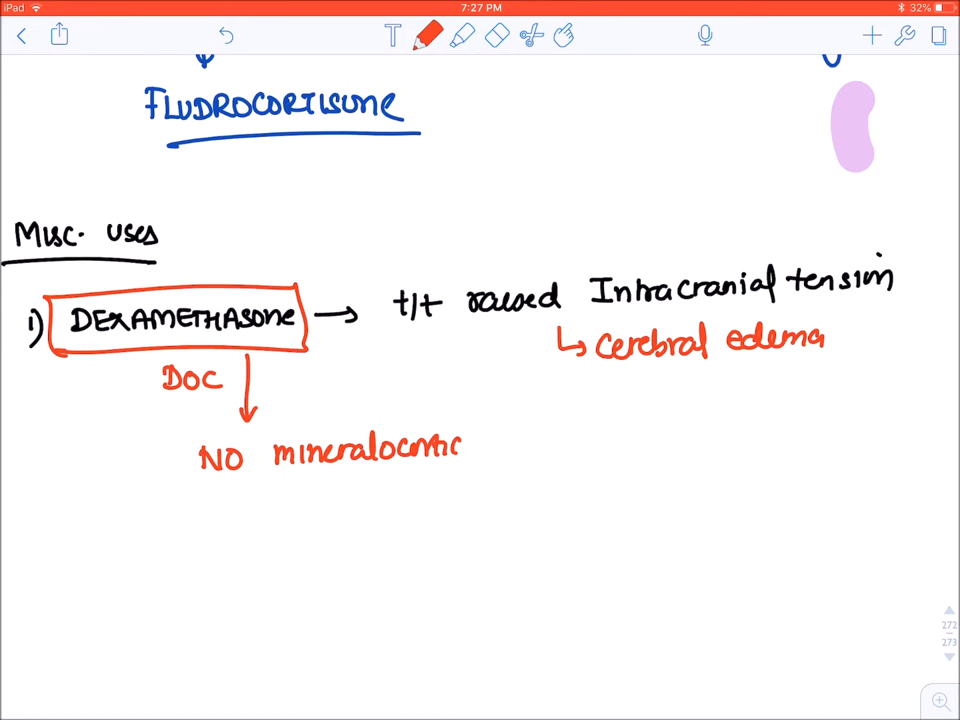 iPad 7:27 PM 32%
T
FLUDROCORTISONE
Misc. uses
i) DEXAMETHASONE → t/t raised Intracranial tension
↳ cerebral edema
DOC
NO mineralocortic
272
273